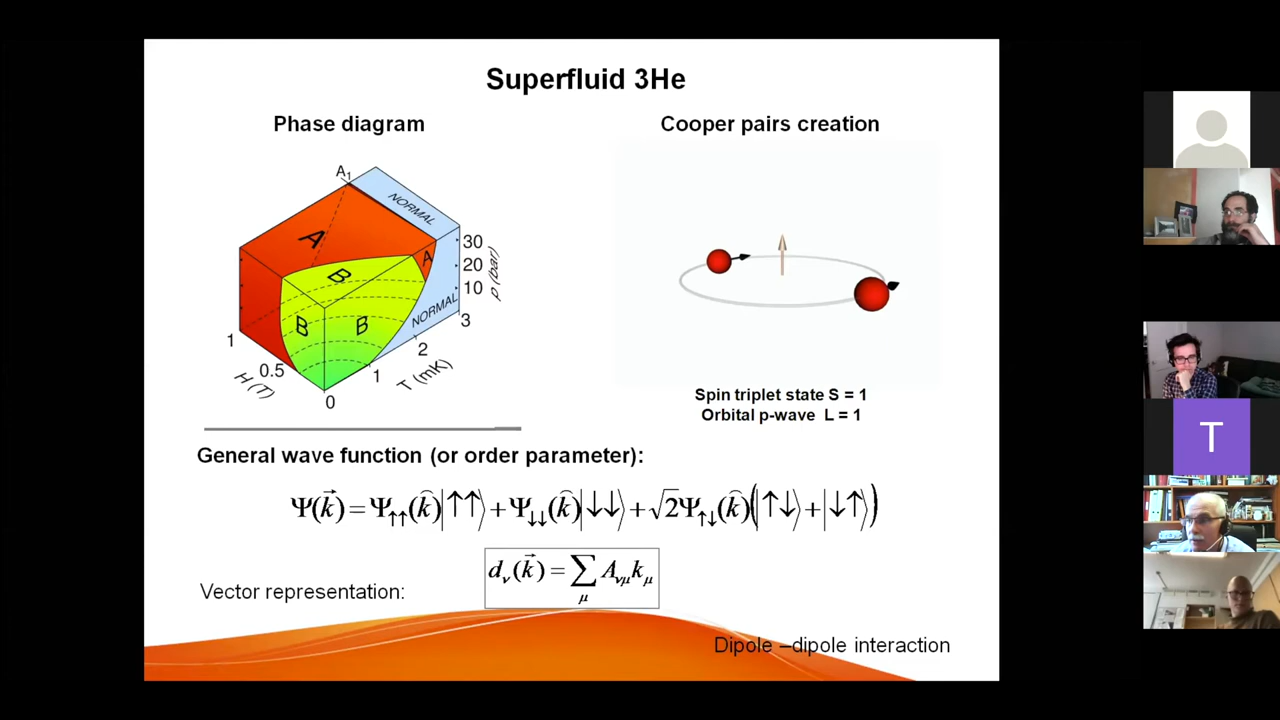 Superfluid 3He
Phase diagram
Cooper pairs creation
A1
NORMAL
A
A
B
B
B
NORMAL
30
20
10
p (bar)
1
0.5
H (T)
0
1
2
3
T (mK)
Spin triplet state S = 1
Orbital p-wave L = 1
General wave function (or order parameter):
Ψ(k⃗) = Ψ↑↑(k̂)|↑↑⟩ + Ψ↓↓(k̂)|↓↓⟩ + √2Ψ↑↓(k̂)(|↑↓⟩ + |↓↑⟩)
Vector representation:
dν(k⃗) = ∑μ Aνμkμ
Dipole –dipole interaction
T